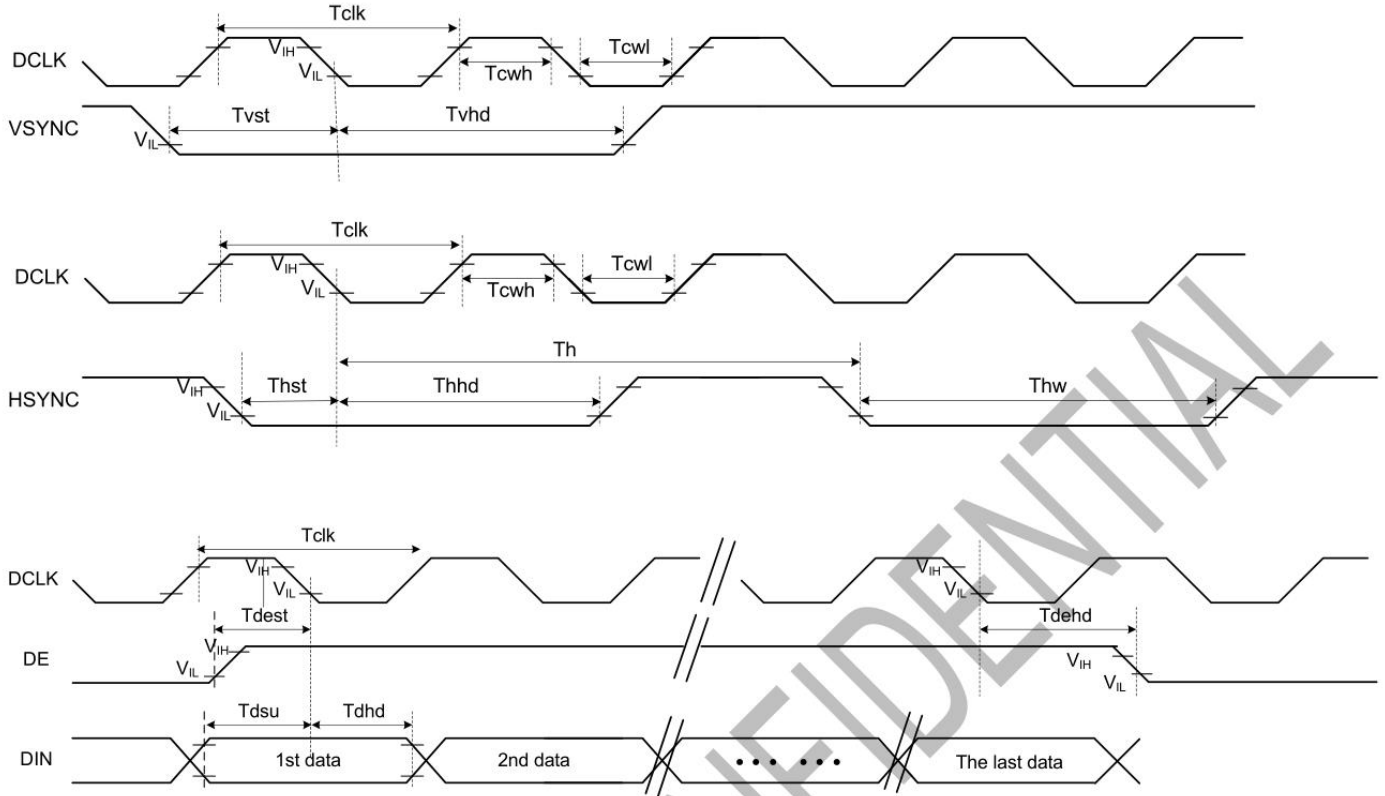 Tclk
DCLK VIH VIL Tcwh Tcwl
VSYNC VIL Tvst Tvhd
Tclk
DCLK VIH VIL Tcwh Tcwl
Th
HSYNC VIH VIL Thst Thhd Thw
Tclk
DCLK VIH VIL VIH VIL
Tdest Tdehd
DE VIH VIL VIH VIL
Tdsu Tdhd
DIN 1st data 2nd data • • • • • • The last data